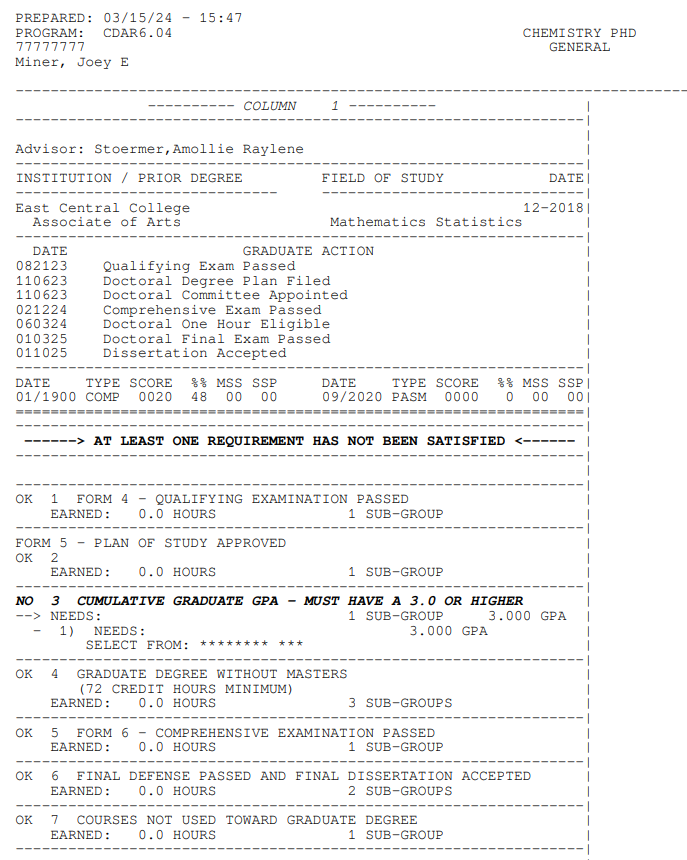 PREPARED: 03/15/24 - 15:47
PROGRAM: CDAR6.04 CHEMISTRY PHD
77777777 GENERAL
Miner, Joey E
---------- COLUMN 1 ----------
Advisor: Stoermer,Amollie Raylene
INSTITUTION / PRIOR DEGREE FIELD OF STUDY DATE
East Central College 12-2018
Associate of Arts Mathematics Statistics
DATE GRADUATE ACTION
082123 Qualifying Exam Passed
110623 Doctoral Degree Plan Filed
110623 Doctoral Committee Appointed
021224 Comprehensive Exam Passed
060324 Doctoral One Hour Eligible
010325 Doctoral Final Exam Passed
011025 Dissertation Accepted
DATE TYPE SCORE %% MSS SSP DATE TYPE SCORE %% MSS SSP
01/1900 COMP 0020 48 00 00 09/2020 PASM 0000 0 00 00
------> AT LEAST ONE REQUIREMENT HAS NOT BEEN SATISFIED <------
OK 1 FORM 4 - QUALIFYING EXAMINATION PASSED
EARNED: 0.0 HOURS 1 SUB-GROUP
FORM 5 - PLAN OF STUDY APPROVED
OK 2
EARNED: 0.0 HOURS 1 SUB-GROUP
NO 3 CUMULATIVE GRADUATE GPA - MUST HAVE A 3.0 OR HIGHER
--> NEEDS: 1 SUB-GROUP 3.000 GPA
- 1) NEEDS: 3.000 GPA
SELECT FROM: ******** ***
OK 4 GRADUATE DEGREE WITHOUT MASTERS
(72 CREDIT HOURS MINIMUM)
EARNED: 0.0 HOURS 3 SUB-GROUPS
OK 5 FORM 6 - COMPREHENSIVE EXAMINATION PASSED
EARNED: 0.0 HOURS 1 SUB-GROUP
OK 6 FINAL DEFENSE PASSED AND FINAL DISSERTATION ACCEPTED
EARNED: 0.0 HOURS 2 SUB-GROUPS
OK 7 COURSES NOT USED TOWARD GRADUATE DEGREE
EARNED: 0.0 HOURS 1 SUB-GROUP